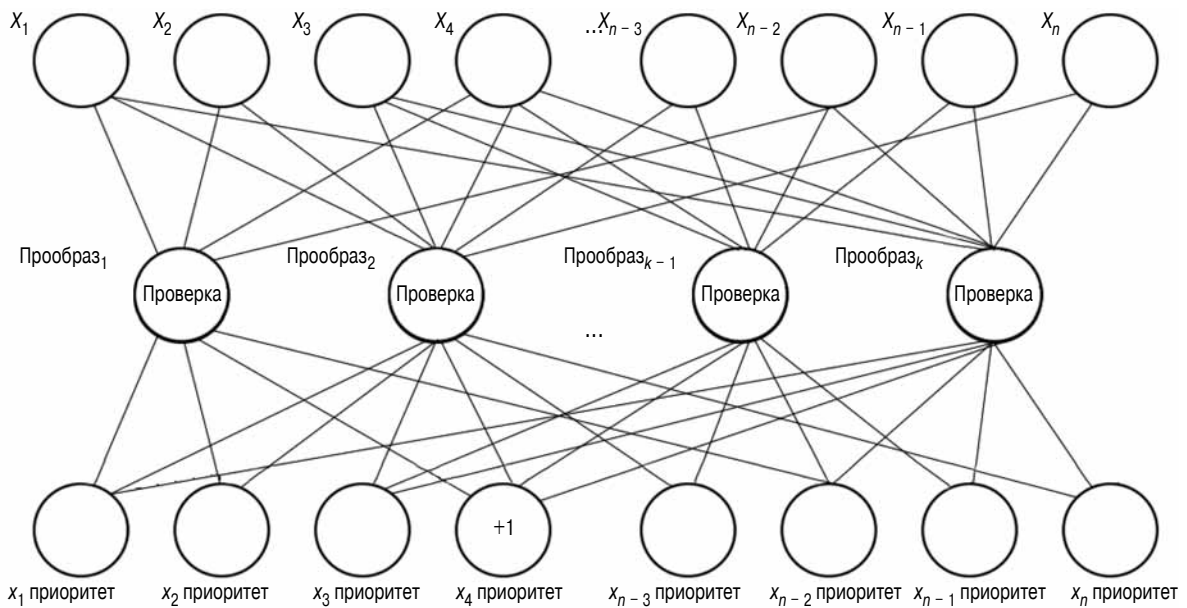 X₁ X₂ X₃ X₄ ...Xₙ₋₃ Xₙ₋₂ Xₙ₋₁ Xₙ
Прообраз₁ Прообраз₂ Прообразₖ₋₁ Прообразₖ
Проверка Проверка Проверка Проверка
...
+1
x₁ приоритет x₂ приоритет x₃ приоритет x₄ приоритет xₙ₋₃ приоритет xₙ₋₂ приоритет xₙ₋₁ приоритет xₙ приоритет